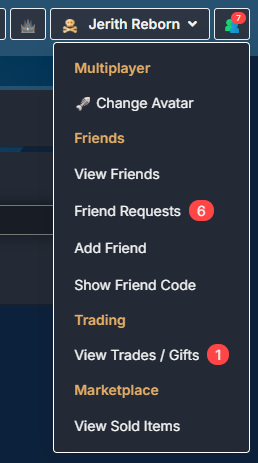 Jerith Reborn
7
Multiplayer
Change Avatar
Friends
View Friends
Friend Requests 6
Add Friend
Show Friend Code
Trading
View Trades / Gifts 1
Marketplace
View Sold Items